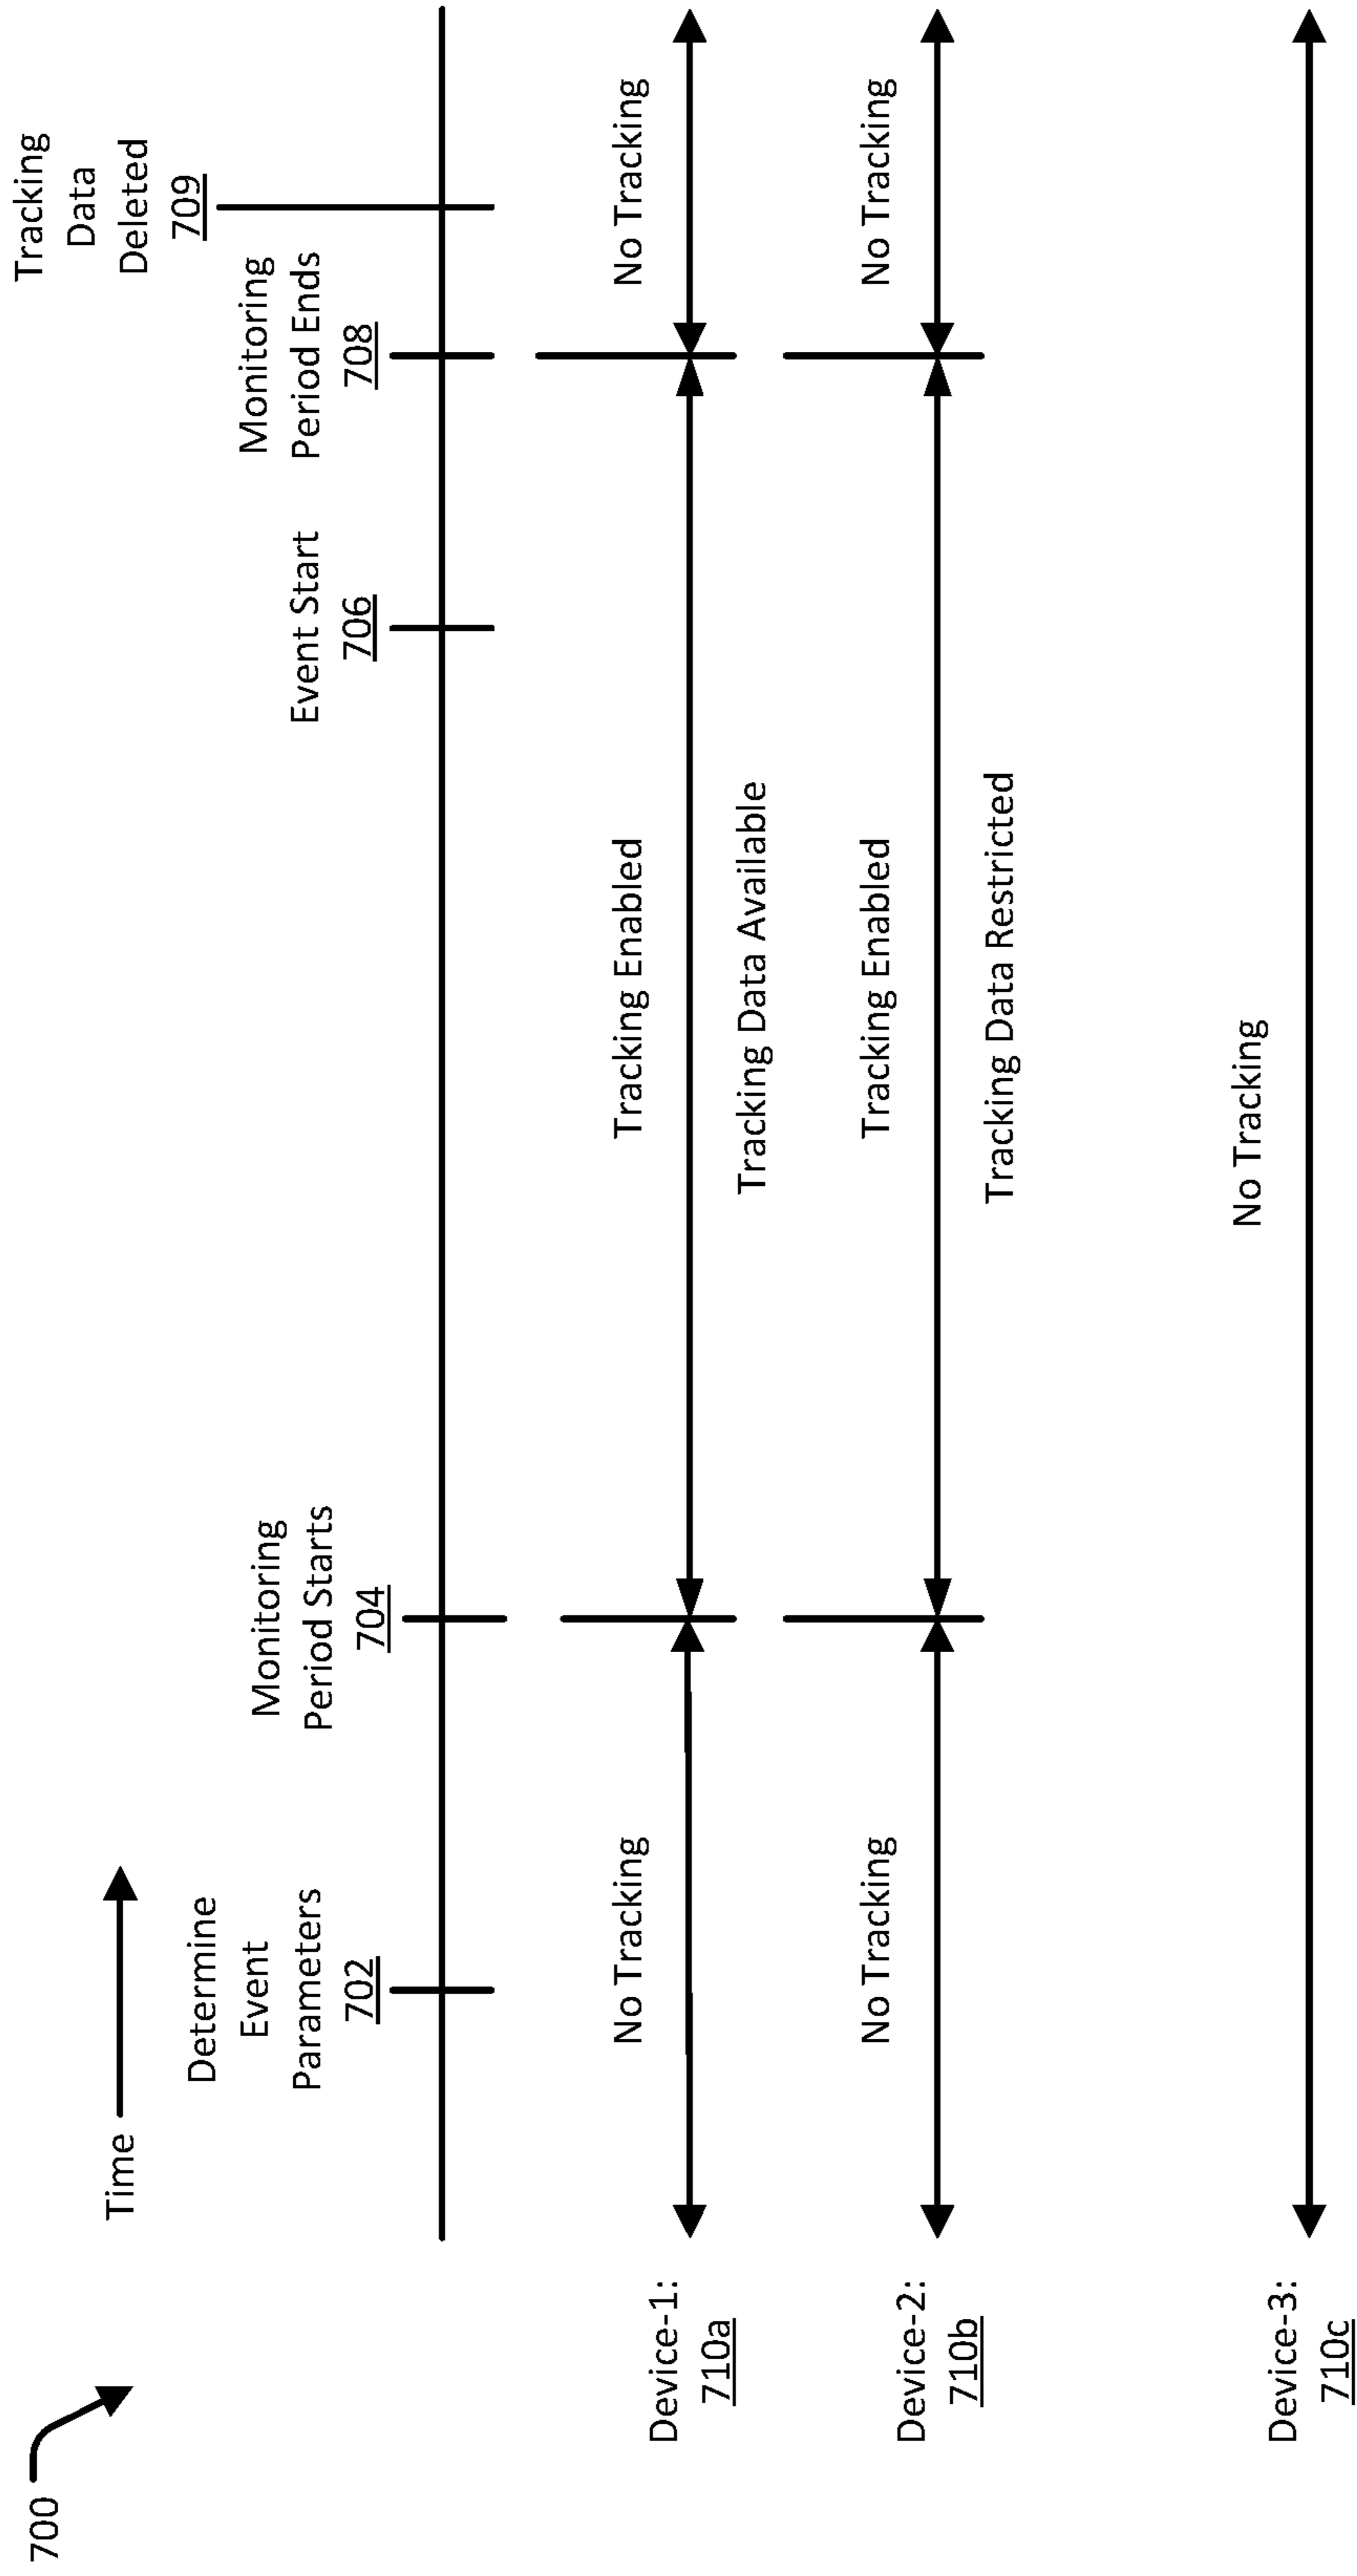 700
Time
Tracking
Data
Deleted
709
Determine
Event
Parameters
702
Monitoring
Period Starts
704
Event Start
706
Monitoring
Period Ends
708
Device-1:
710a
No Tracking
Tracking Enabled
Tracking Data Available
No Tracking
Device-2:
710b
No Tracking
Tracking Enabled
Tracking Data Restricted
No Tracking
Device-3:
710c
No Tracking